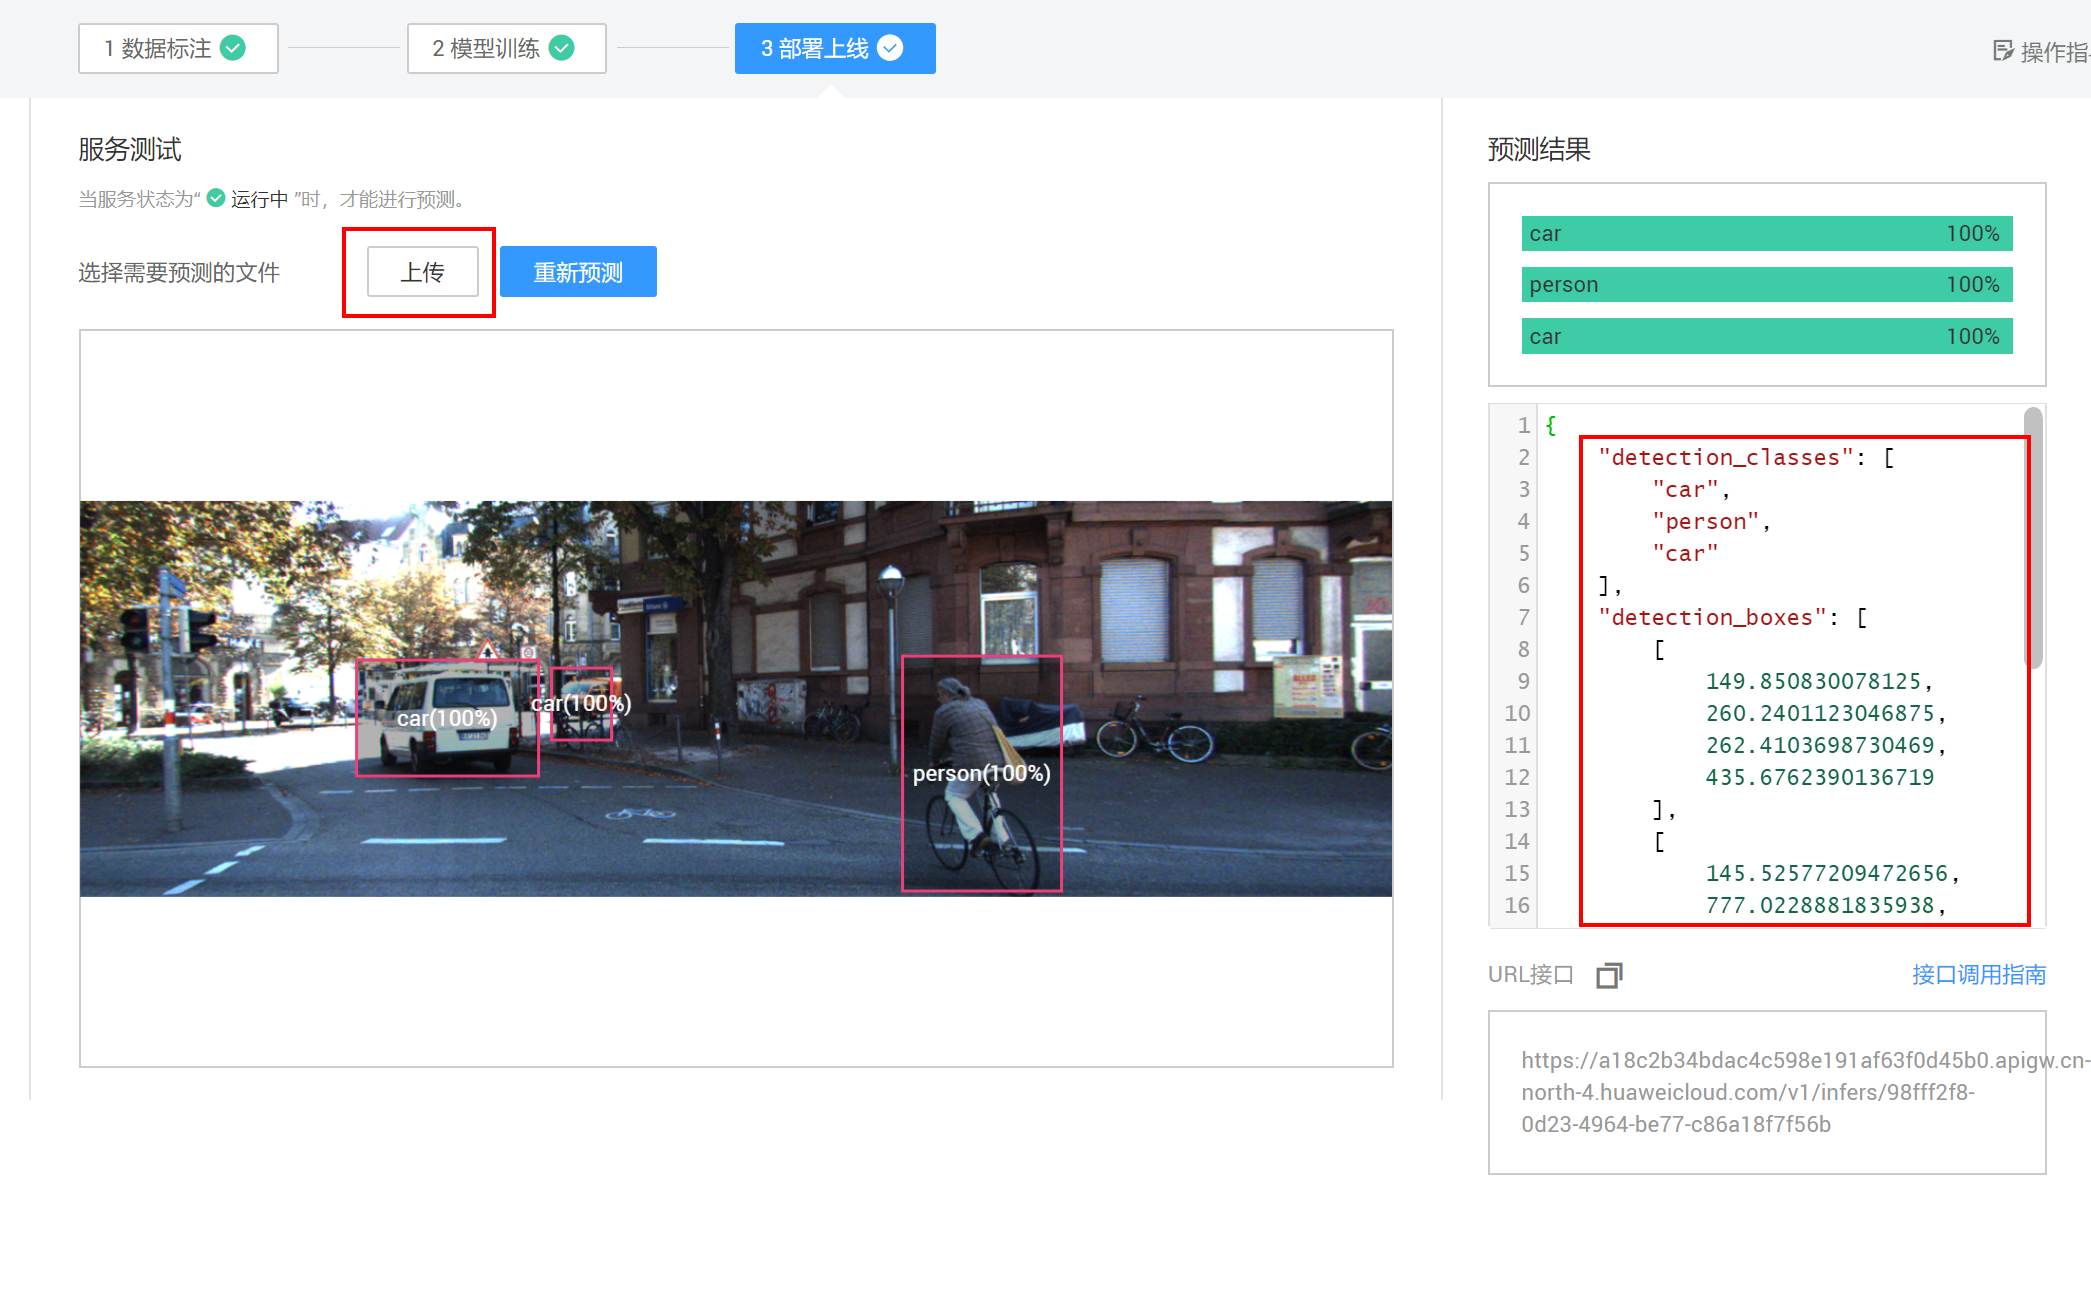 1 数据标注
2 模型训练
3 部署上线
操作指
服务测试
当服务状态为“ 运行中 ”时，才能进行预测。
选择需要预测的文件
上传
重新预测
car(100%)
car(100%)
person(100%)
预测结果
car 100%
person 100%
car 100%
1 {
2 "detection_classes": [
3 "car",
4 "person",
5 "car"
6 ],
7 "detection_boxes": [
8 [
9 149.850830078125,
10 260.2401123046875,
11 262.4103698730469,
12 435.6762390136719
13 ],
14 [
15 145.52577209472656,
16 777.0228881835938,
URL接口
接口调用指南
https://a18c2b34bdac4c598e191af63f0d45b0.apigw.cn-
north-4.huaweicloud.com/v1/infers/98fff2f8-
0d23-4964-be77-c86a18f7f56b